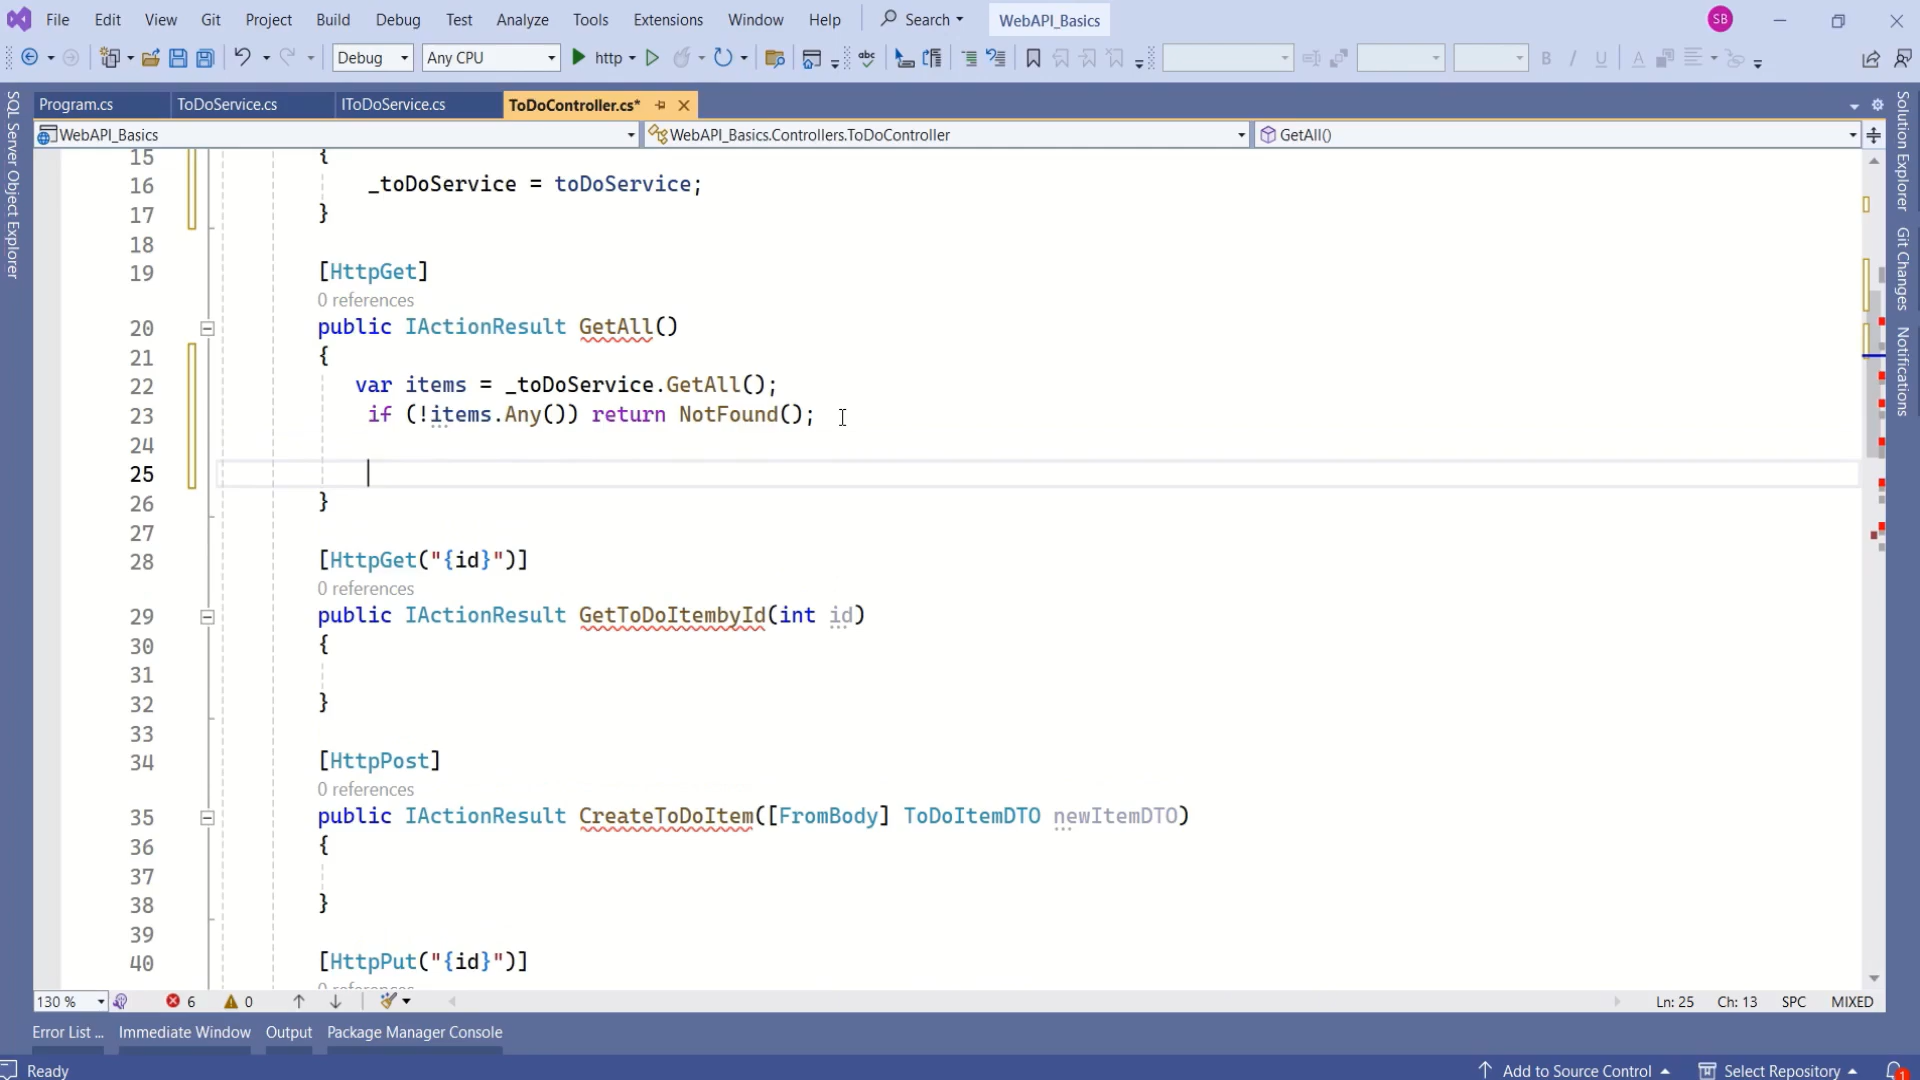 File Edit View Git Project Build Debug Test Analyze Tools Extensions Window Help Search WebAPI_Basics SB
Debug Any CPU http
Program.cs ToDoService.cs IToDoService.cs ToDoController.cs*
WebAPI_Basics WebAPI_Basics.Controllers.ToDoController GetAll()
SQL Server Object Explorer
Solution Explorer
Git Changes
Notifications
15 {
16 _toDoService = toDoService;
17 }
18
19 [HttpGet]
0 references
20 public IActionResult GetAll()
21 {
22 var items = _toDoService.GetAll();
23 if (!items.Any()) return NotFound();
24
25
26 }
27
28 [HttpGet("{id}")]
0 references
29 public IActionResult GetToDoItembyId(int id)
30 {
31
32 }
33
34 [HttpPost]
0 references
35 public IActionResult CreateToDoItem([FromBody] ToDoItemDTO newItemDTO)
36 {
37
38 }
39
40 [HttpPut("{id}")]
0 references
130 % 6 0 Ln: 25 Ch: 13 SPC MIXED
Error List ... Immediate Window Output Package Manager Console
Ready Add to Source Control Select Repository 1